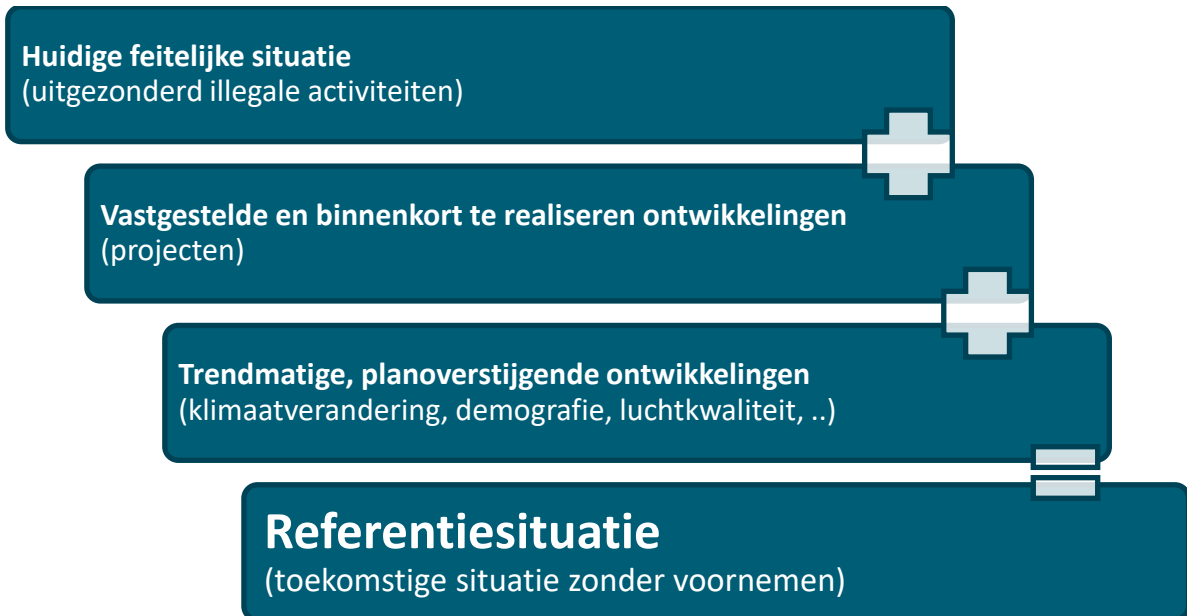 Huidige feitelijke situatie
(uitgezonderd illegale activiteiten)
Vastgestelde en binnenkort te realiseren ontwikkelingen
(projecten)
Trendmatige, planoverstijgende ontwikkelingen
(klimaatverandering, demografie, luchtkwaliteit, ..)
Referentiesituatie
(toekomstige situatie zonder voornemen)